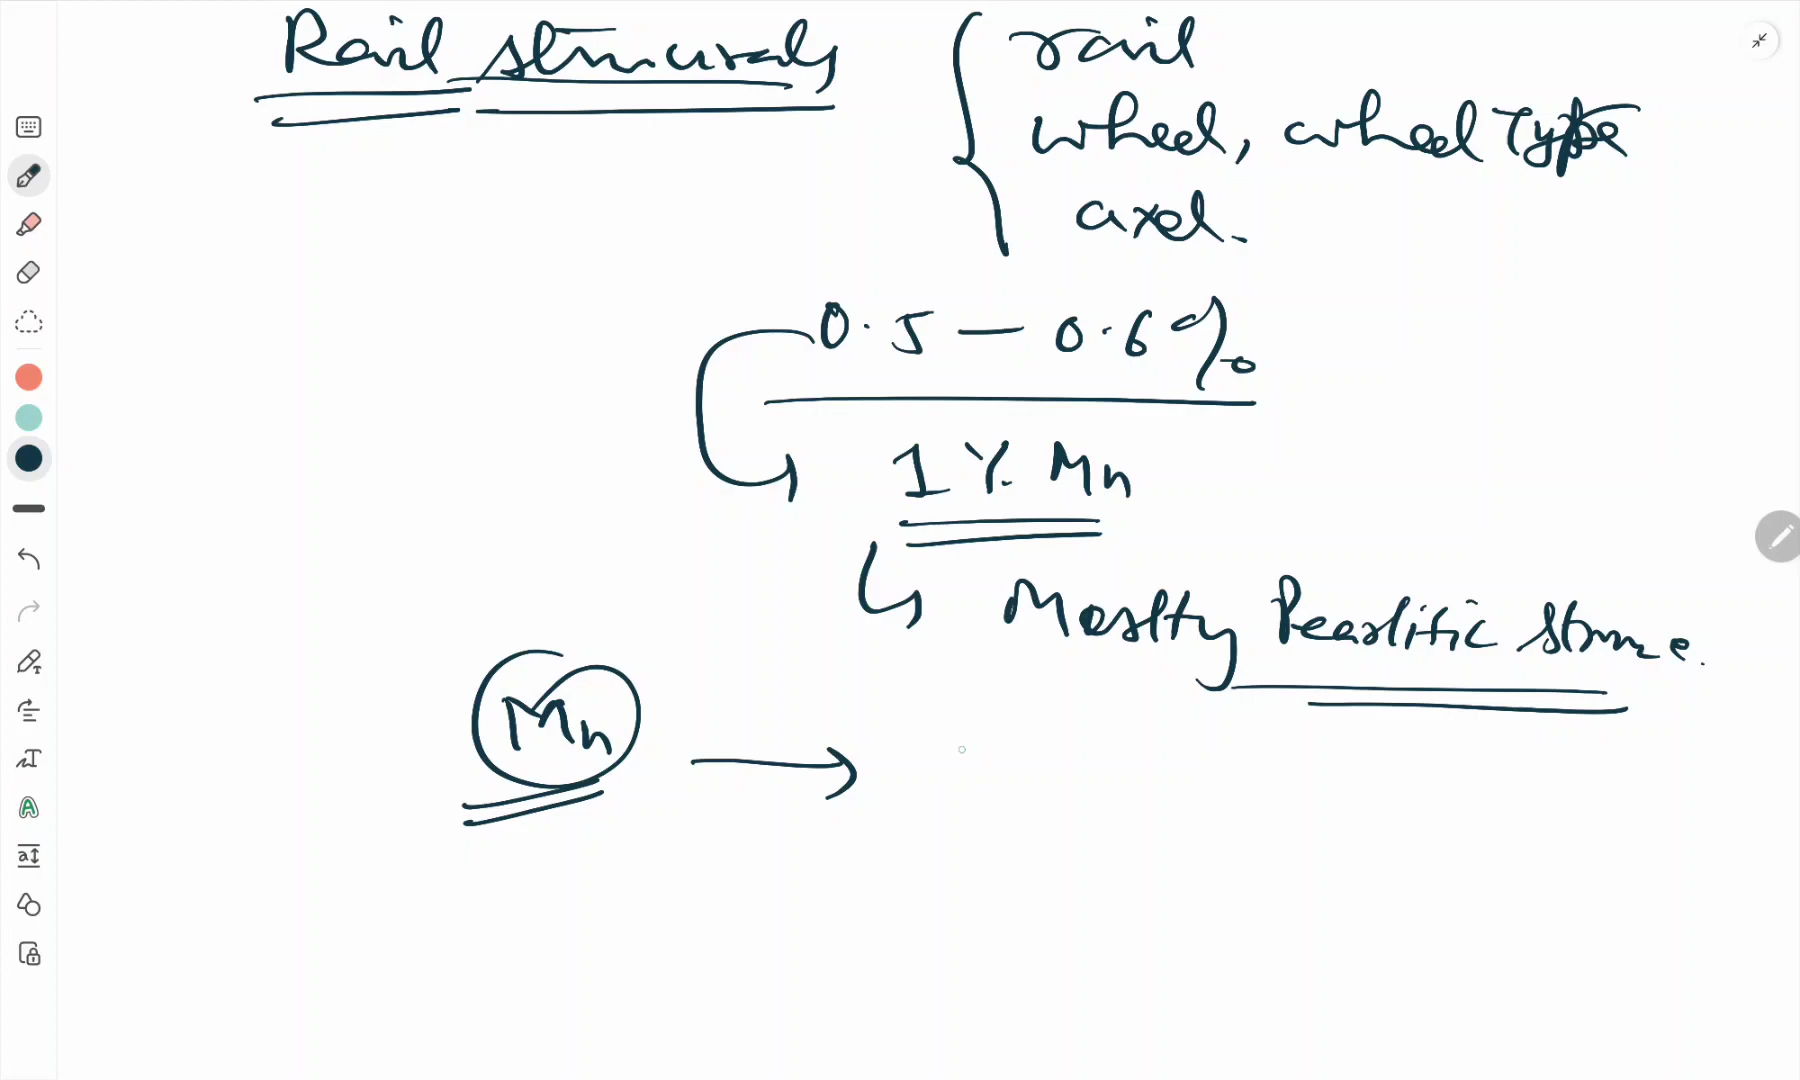 Rail structurals
rail
wheel, wheel Type
axel.
0.5 — 0.6 %
1 %. Mn
Mostly Pearlitic Structure.
Mn →